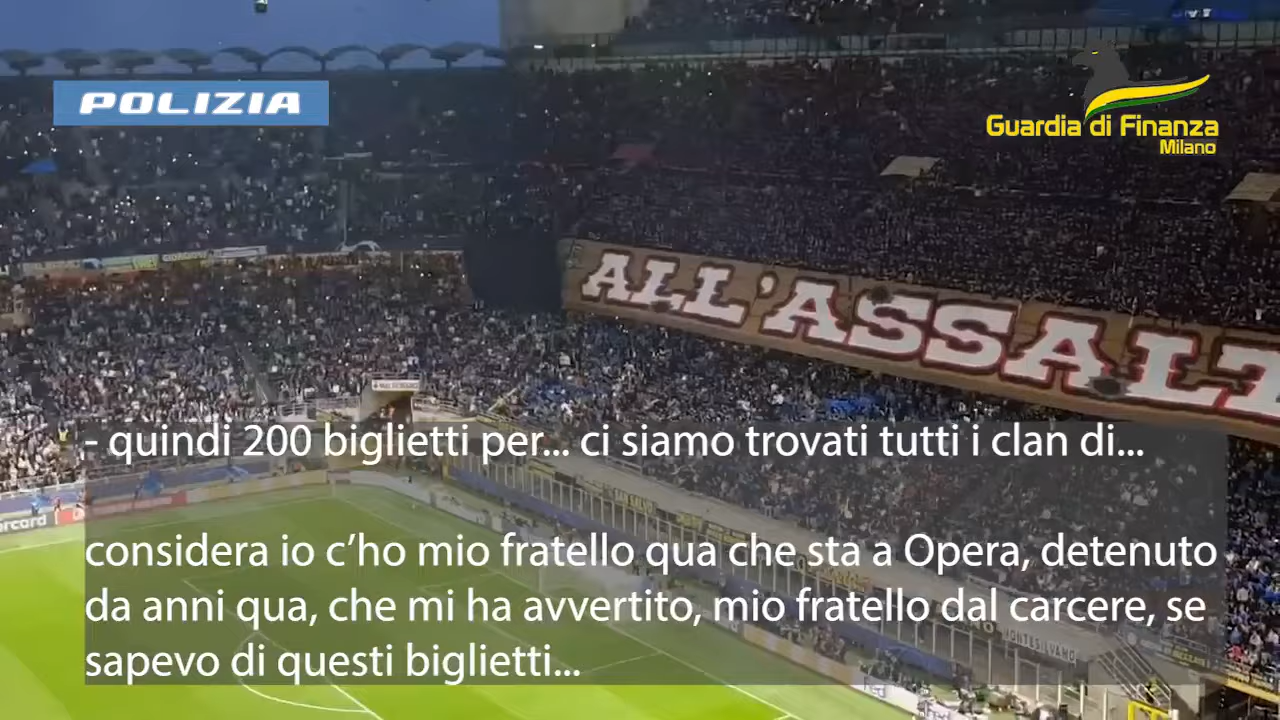 POLIZIA
Guardia di Finanza
Milano
ALL'ASSALT
- quindi 200 biglietti per... ci siamo trovati tutti i clan di...
considera io c’ho mio fratello qua che sta a Opera, detenuto
da anni qua, che mi ha avvertito, mio fratello dal carcere, se
sapevo di questi biglietti...